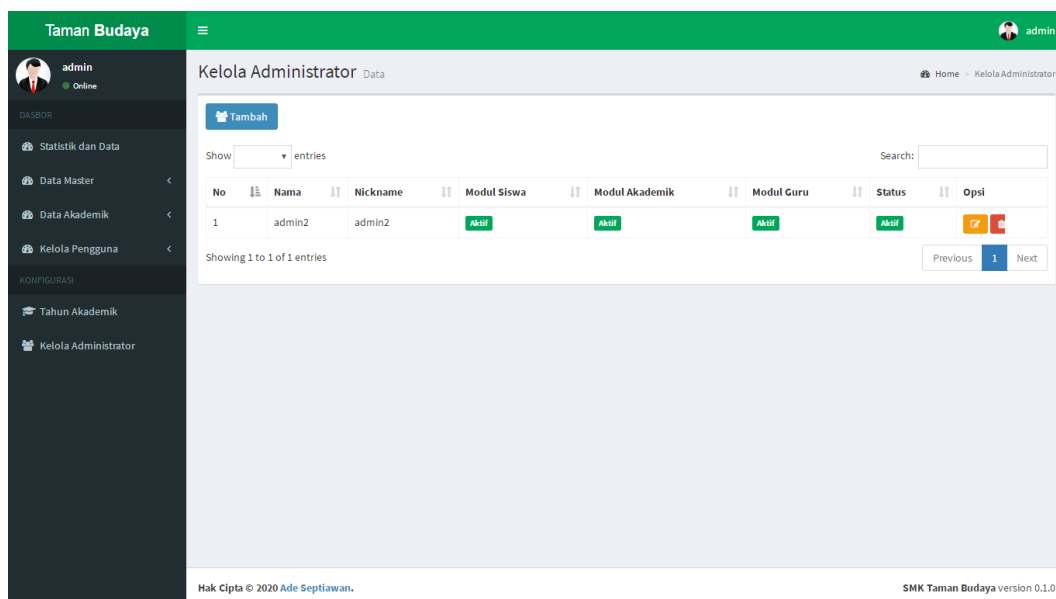 Taman Budaya
admin
admin
Online
Kelola Administrator Data
Home > Kelola Administrator
DASBOR
Statistik dan Data
Data Master
Data Akademik
Kelola Pengguna
KONFIGURASI
Tahun Akademik
Kelola Administrator
Tambah
Show entries
Search:
No Nama Nickname Modul Siswa Modul Akademik Modul Guru Status Opsi
1 admin2 admin2 Aktif Aktif Aktif Aktif
Showing 1 to 1 of 1 entries
Previous 1 Next
Hak Cipta © 2020 Ade Septiawan.
SMK Taman Budaya version 0.1.0